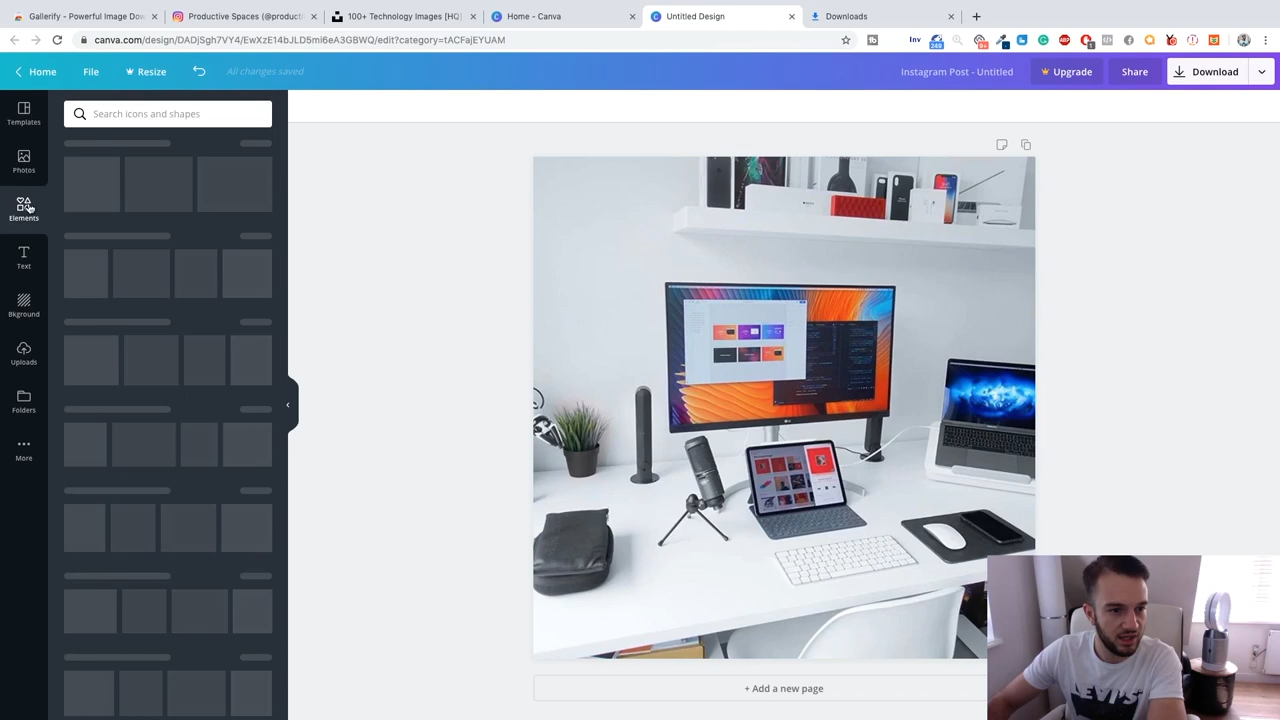 Gallerify - Powerful Image Dow
Productive Spaces (@producti
100+ Technology Images [HQ]
Home - Canva
Untitled Design
Downloads
canva.com/design/DADjSgh7VY4/EwXzE14bJLD5mi6eA3GBWQ/edit?category=tACFajEYUAM
Home
File
Resize
All changes saved
Instagram Post - Untitled
Upgrade
Share
Download
Templates
Search icons and shapes
Photos
Elements
Text
Bkground
Uploads
Folders
More
+ Add a new page
LEVI'S